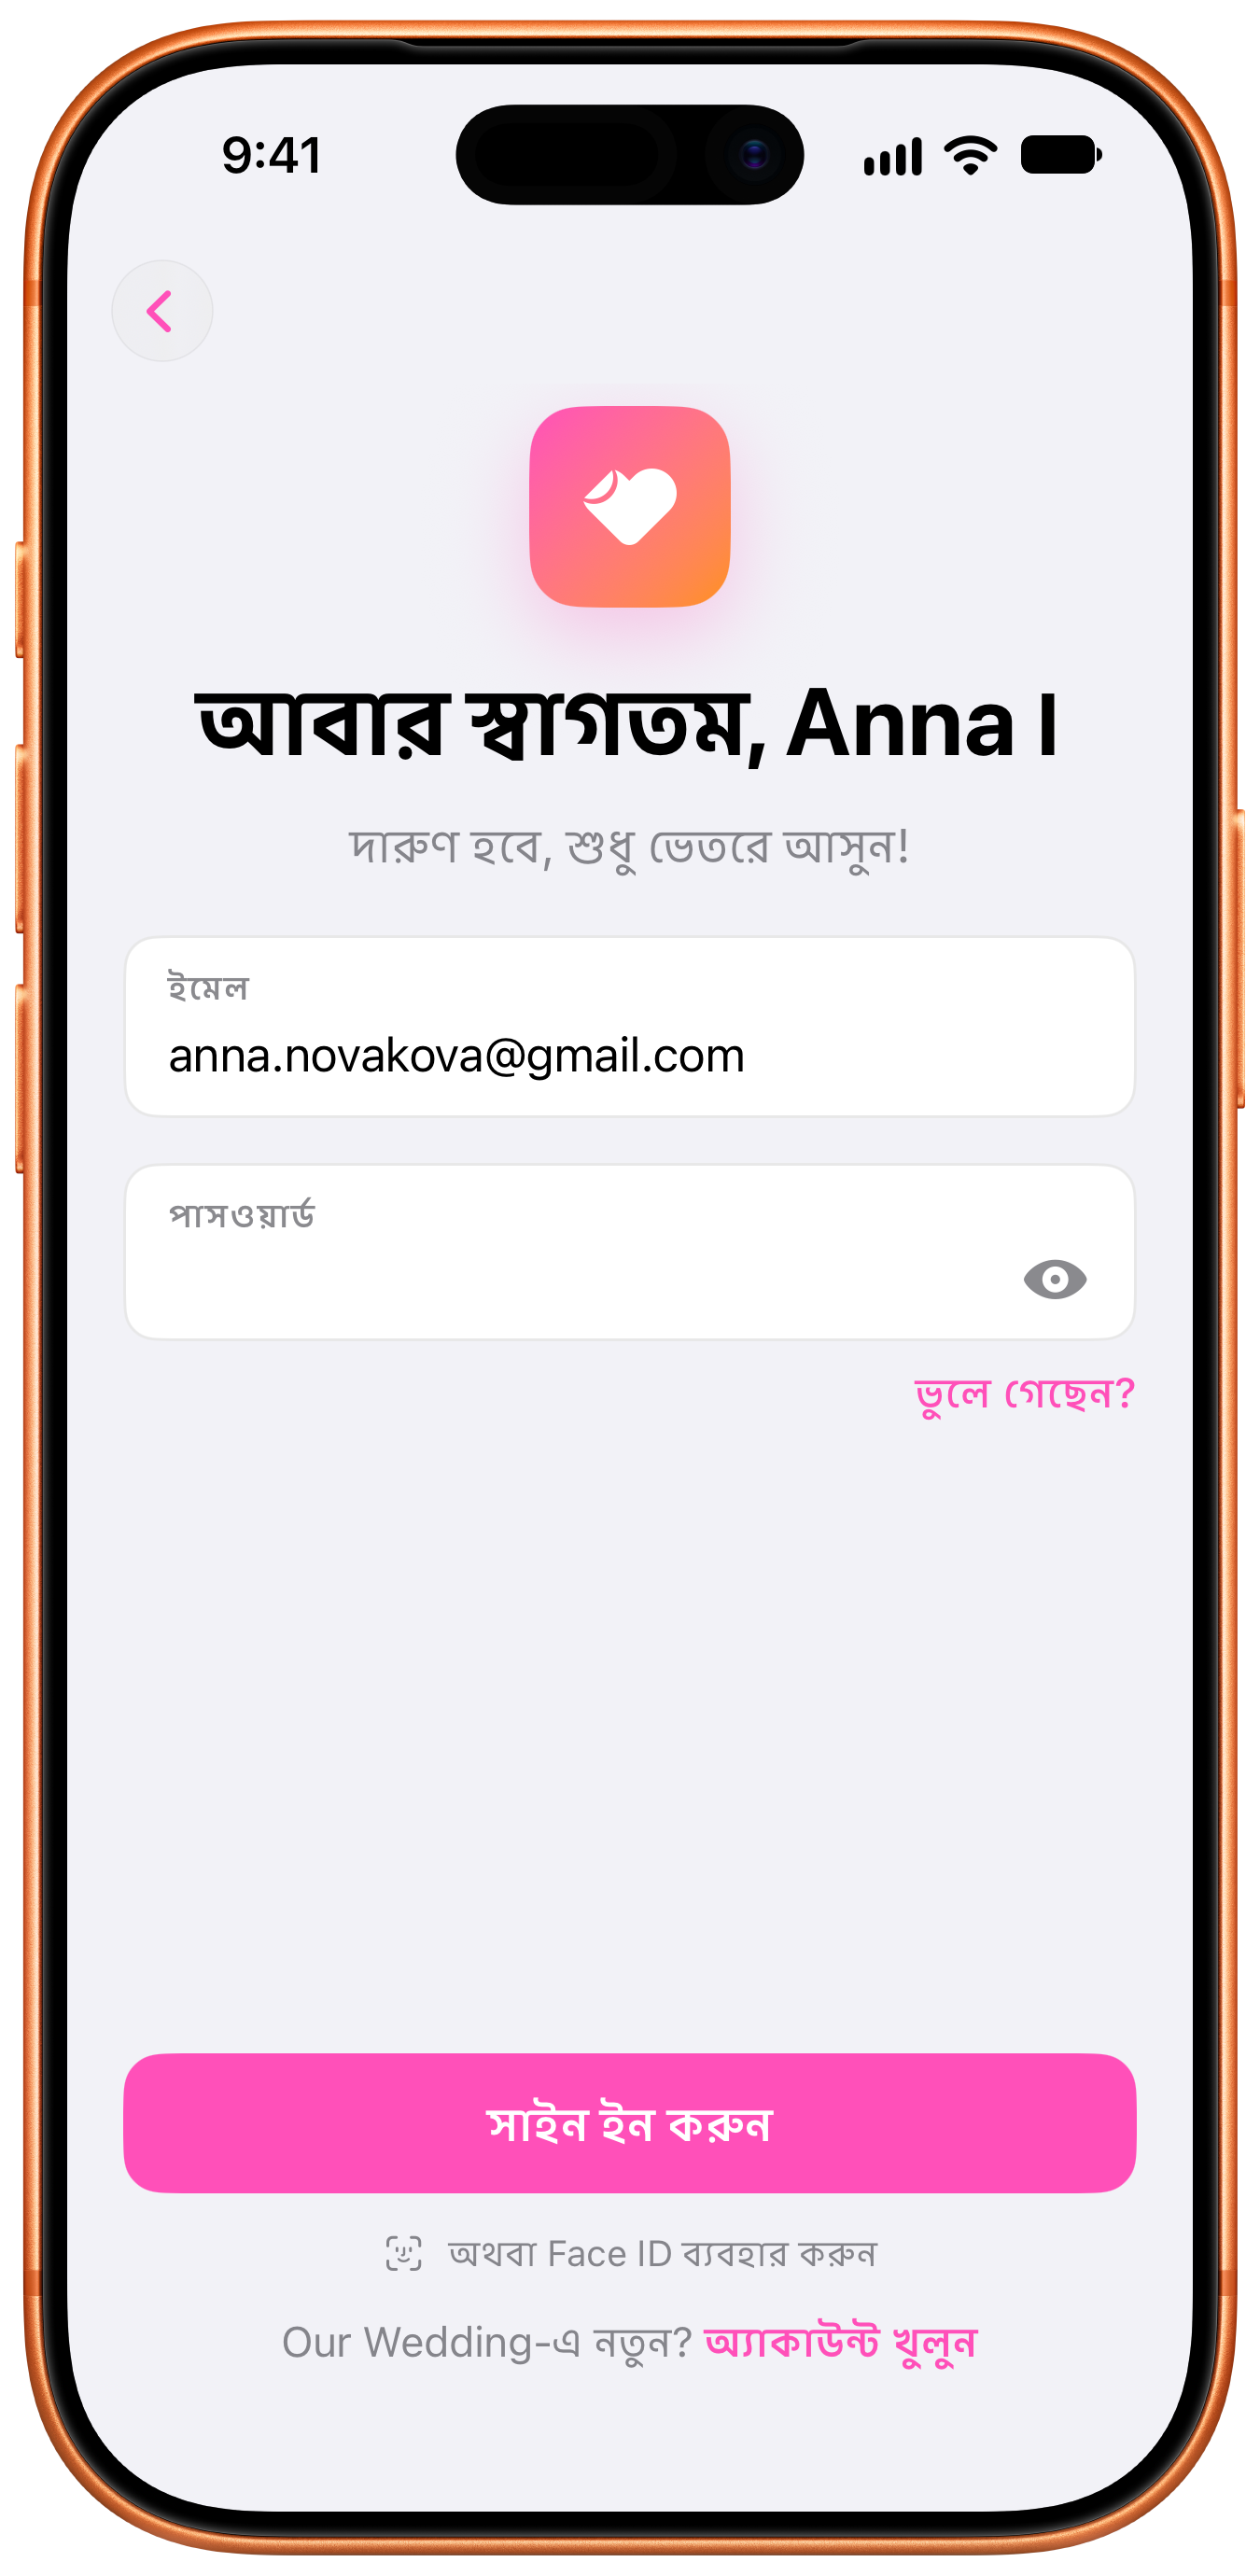 9:41
আবার স্বাগতম, Anna।
দারুণ হবে, শুধু ভেতরে আসুন!
ইমেল
anna.novakova@gmail.com
পাসওয়ার্ড
ভুলে গেছেন?
সাইন ইন করুন
অথবা Face ID ব্যবহার করুন
Our Wedding-এ নতুন? অ্যাকাউন্ট খুলুন